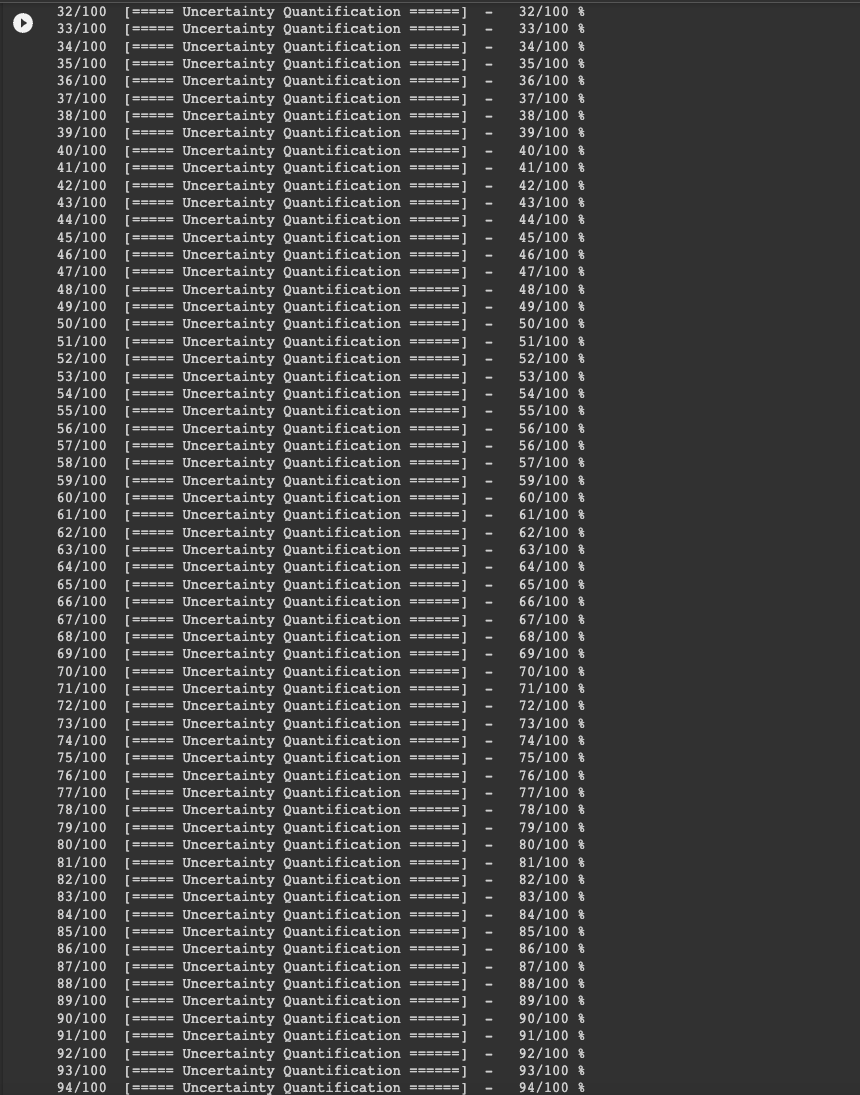 32/100 [===== Uncertainty Quantification ======] - 32/100 %
33/100 [===== Uncertainty Quantification ======] - 33/100 %
34/100 [===== Uncertainty Quantification ======] - 34/100 %
35/100 [===== Uncertainty Quantification ======] - 35/100 %
36/100 [===== Uncertainty Quantification ======] - 36/100 %
37/100 [===== Uncertainty Quantification ======] - 37/100 %
38/100 [===== Uncertainty Quantification ======] - 38/100 %
39/100 [===== Uncertainty Quantification ======] - 39/100 %
40/100 [===== Uncertainty Quantification ======] - 40/100 %
41/100 [===== Uncertainty Quantification ======] - 41/100 %
42/100 [===== Uncertainty Quantification ======] - 42/100 %
43/100 [===== Uncertainty Quantification ======] - 43/100 %
44/100 [===== Uncertainty Quantification ======] - 44/100 %
45/100 [===== Uncertainty Quantification ======] - 45/100 %
46/100 [===== Uncertainty Quantification ======] - 46/100 %
47/100 [===== Uncertainty Quantification ======] - 47/100 %
48/100 [===== Uncertainty Quantification ======] - 48/100 %
49/100 [===== Uncertainty Quantification ======] - 49/100 %
50/100 [===== Uncertainty Quantification ======] - 50/100 %
51/100 [===== Uncertainty Quantification ======] - 51/100 %
52/100 [===== Uncertainty Quantification ======] - 52/100 %
53/100 [===== Uncertainty Quantification ======] - 53/100 %
54/100 [===== Uncertainty Quantification ======] - 54/100 %
55/100 [===== Uncertainty Quantification ======] - 55/100 %
56/100 [===== Uncertainty Quantification ======] - 56/100 %
57/100 [===== Uncertainty Quantification ======] - 56/100 %
58/100 [===== Uncertainty Quantification ======] - 57/100 %
59/100 [===== Uncertainty Quantification ======] - 59/100 %
60/100 [===== Uncertainty Quantification ======] - 60/100 %
61/100 [===== Uncertainty Quantification ======] - 61/100 %
62/100 [===== Uncertainty Quantification ======] - 62/100 %
63/100 [===== Uncertainty Quantification ======] - 63/100 %
64/100 [===== Uncertainty Quantification ======] - 64/100 %
65/100 [===== Uncertainty Quantification ======] - 65/100 %
66/100 [===== Uncertainty Quantification ======] - 66/100 %
67/100 [===== Uncertainty Quantification ======] - 67/100 %
68/100 [===== Uncertainty Quantification ======] - 68/100 %
69/100 [===== Uncertainty Quantification ======] - 69/100 %
70/100 [===== Uncertainty Quantification ======] - 70/100 %
71/100 [===== Uncertainty Quantification ======] - 71/100 %
72/100 [===== Uncertainty Quantification ======] - 72/100 %
73/100 [===== Uncertainty Quantification ======] - 73/100 %
74/100 [===== Uncertainty Quantification ======] - 74/100 %
75/100 [===== Uncertainty Quantification ======] - 75/100 %
76/100 [===== Uncertainty Quantification ======] - 76/100 %
77/100 [===== Uncertainty Quantification ======] - 77/100 %
78/100 [===== Uncertainty Quantification ======] - 78/100 %
79/100 [===== Uncertainty Quantification ======] - 79/100 %
80/100 [===== Uncertainty Quantification ======] - 80/100 %
81/100 [===== Uncertainty Quantification ======] - 81/100 %
82/100 [===== Uncertainty Quantification ======] - 82/100 %
83/100 [===== Uncertainty Quantification ======] - 83/100 %
84/100 [===== Uncertainty Quantification ======] - 84/100 %
85/100 [===== Uncertainty Quantification ======] - 85/100 %
86/100 [===== Uncertainty Quantification ======] - 86/100 %
87/100 [===== Uncertainty Quantification ======] - 87/100 %
88/100 [===== Uncertainty Quantification ======] - 88/100 %
89/100 [===== Uncertainty Quantification ======] - 89/100 %
90/100 [===== Uncertainty Quantification ======] - 90/100 %
91/100 [===== Uncertainty Quantification ======] - 91/100 %
92/100 [===== Uncertainty Quantification ======] - 92/100 %
93/100 [===== Uncertainty Quantification ======] - 93/100 %
94/100 [===== Uncertainty Quantification ======] - 94/100 %